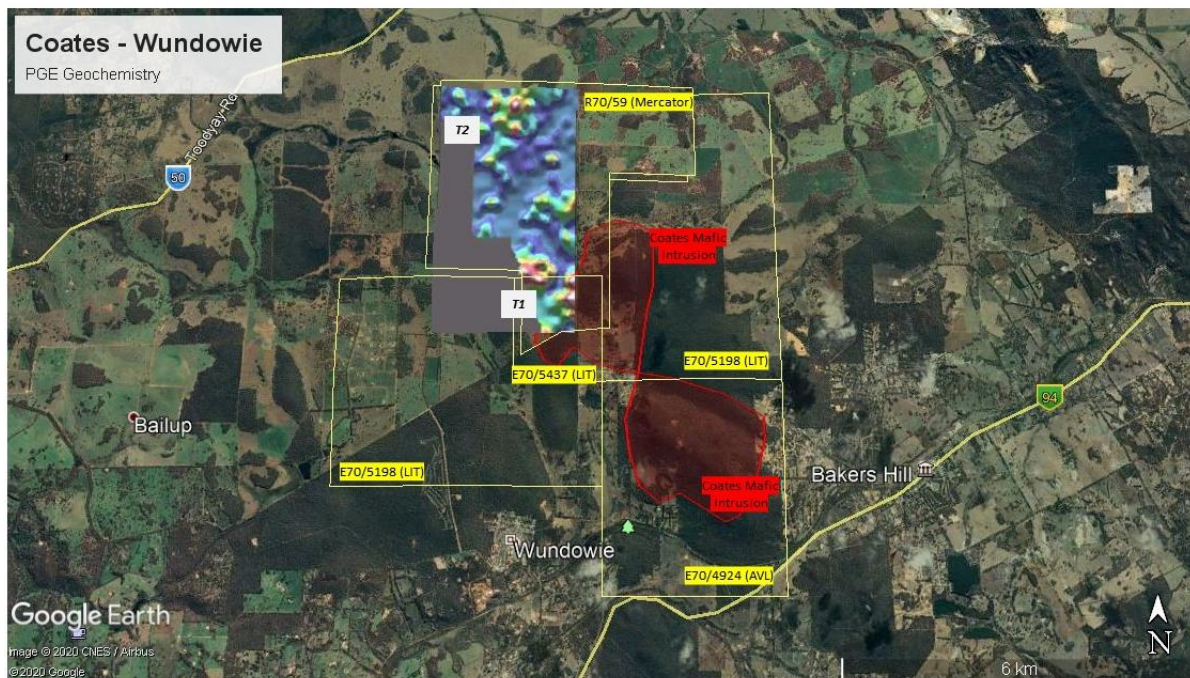 Coates - Wundowie
PGE Geochemistry
Toodyay Rd
50
R70/59 (Mercator)
T2
Coates Mafic
Intrusion
T1
E70/5198 (LIT)
E70/5437 (LIT)
94
Bailup
E70/5198 (LIT)
Bakers Hill
Coates Mafic
Intrusion
Wundowie
E70/4924 (AVL)
Google Earth
Image © 2020 CNES / Airbus
© 2020 Google
N
6 km